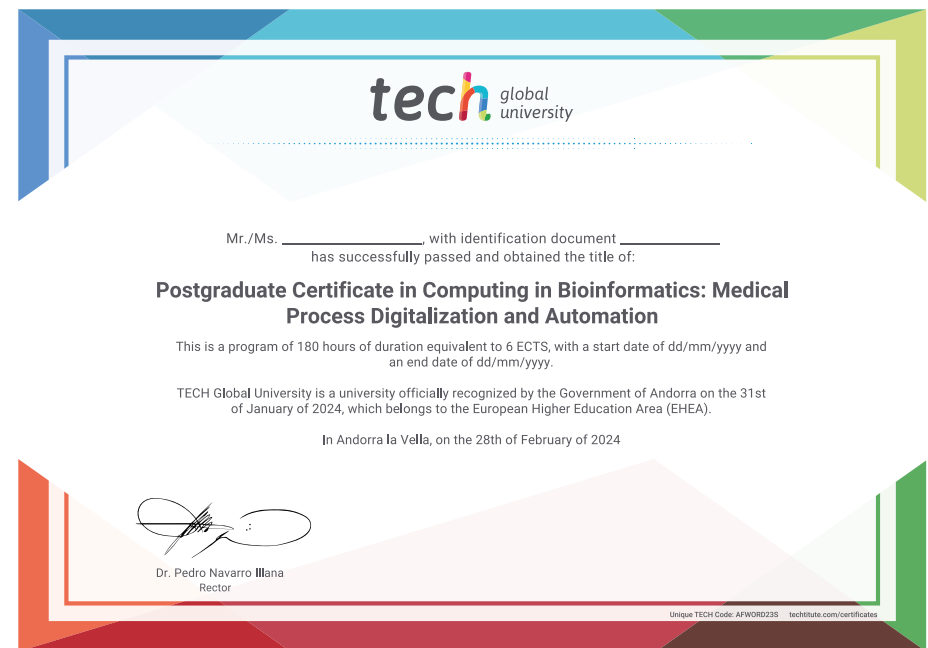 tech global
university
Mr./Ms. ________________, with identification document ____________
has successfully passed and obtained the title of:
Postgraduate Certificate in Computing in Bioinformatics: Medical
Process Digitalization and Automation
This is a program of 180 hours of duration equivalent to 6 ECTS, with a start date of dd/mm/yyyy and
an end date of dd/mm/yyyy.
TECH Global University is a university officially recognized by the Government of Andorra on the 31st
of January of 2024, which belongs to the European Higher Education Area (EHEA).
In Andorra la Vella, on the 28th of February of 2024
Dr. Pedro Navarro Illana
Rector
Unique TECH Code: AFWORD23S techtitute.com/certificates